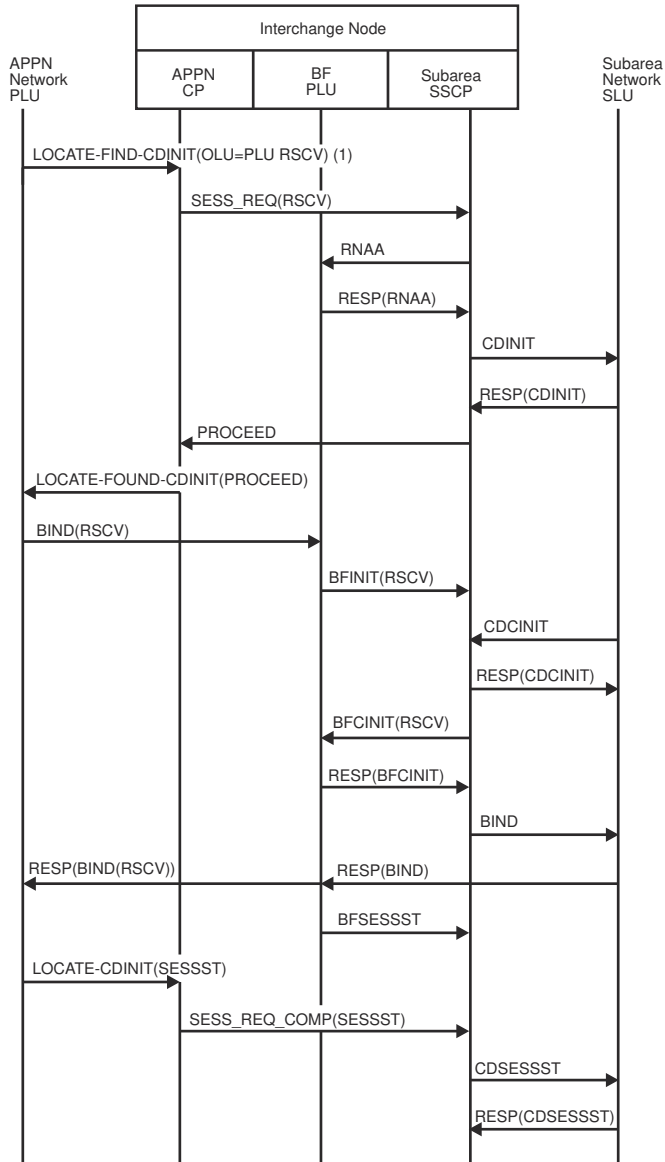 Interchange Node
APPN
Network
PLU
APPN
CP
BF
PLU
Subarea
SSCP
Subarea
Network
SLU
LOCATE-FIND-CDINIT(OLU=PLU RSCV) (1)
SESS_REQ(RSCV)
RNAA
RESP(RNAA)
CDINIT
RESP(CDINIT)
PROCEED
LOCATE-FOUND-CDINIT(PROCEED)
BIND(RSCV)
BFINIT(RSCV)
CDCINIT
RESP(CDCINIT)
BFCINIT(RSCV)
RESP(BFCINIT)
BIND
RESP(BIND(RSCV))
RESP(BIND)
BFSESSST
LOCATE-CDINIT(SESSST)
SESS_REQ_COMP(SESSST)
CDSESSST
RESP(CDSESSST)